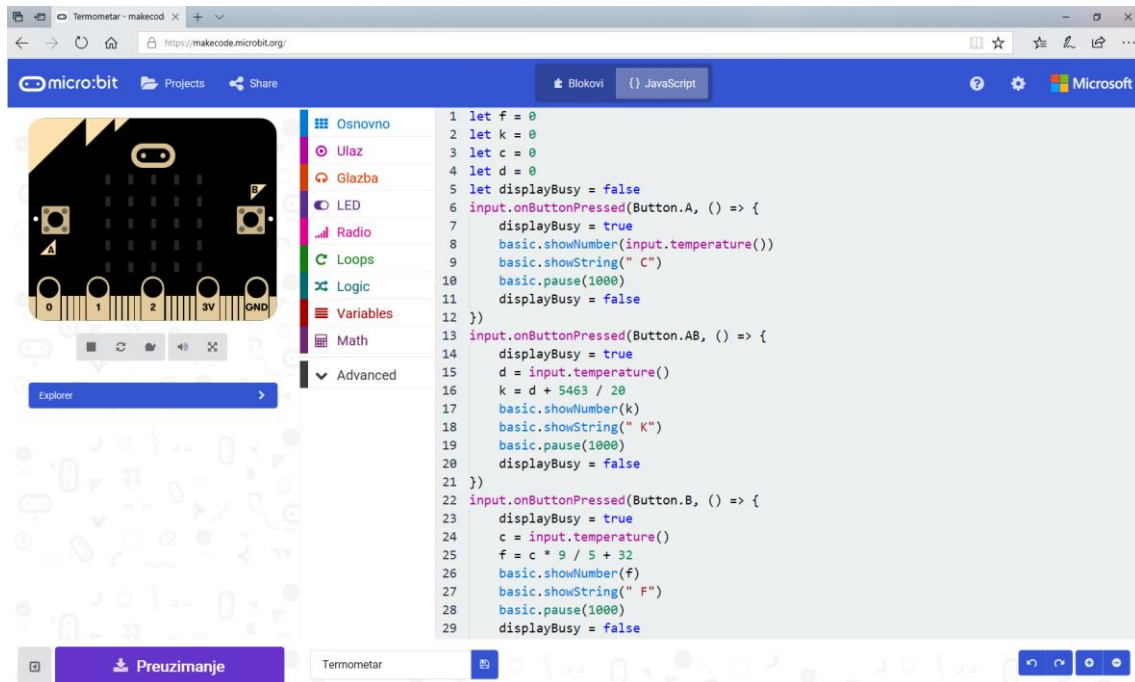 Termometar - makecod
https://makecode.microbit.org/
micro:bit
Projects
Share
Blokovi
{} JavaScript
Microsoft
B
A
0
1
2
3V
GND
Explorer
Osnovno
Ulaz
Glazba
LED
Radio
Loops
Logic
Variables
Math
Advanced
1 let f = 0
2 let k = 0
3 let c = 0
4 let d = 0
5 let displayBusy = false
6 input.onButtonPressed(Button.A, () => {
7 displayBusy = true
8 basic.showNumber(input.temperature())
9 basic.showString(" C")
10 basic.pause(1000)
11 displayBusy = false
12 })
13 input.onButtonPressed(Button.AB, () => {
14 displayBusy = true
15 d = input.temperature()
16 k = d + 5463 / 20
17 basic.showNumber(k)
18 basic.showString(" K")
19 basic.pause(1000)
20 displayBusy = false
21 })
22 input.onButtonPressed(Button.B, () => {
23 displayBusy = true
24 c = input.temperature()
25 f = c * 9 / 5 + 32
26 basic.showNumber(f)
27 basic.showString(" F")
28 basic.pause(1000)
29 displayBusy = false
Preuzimanje
Termometar